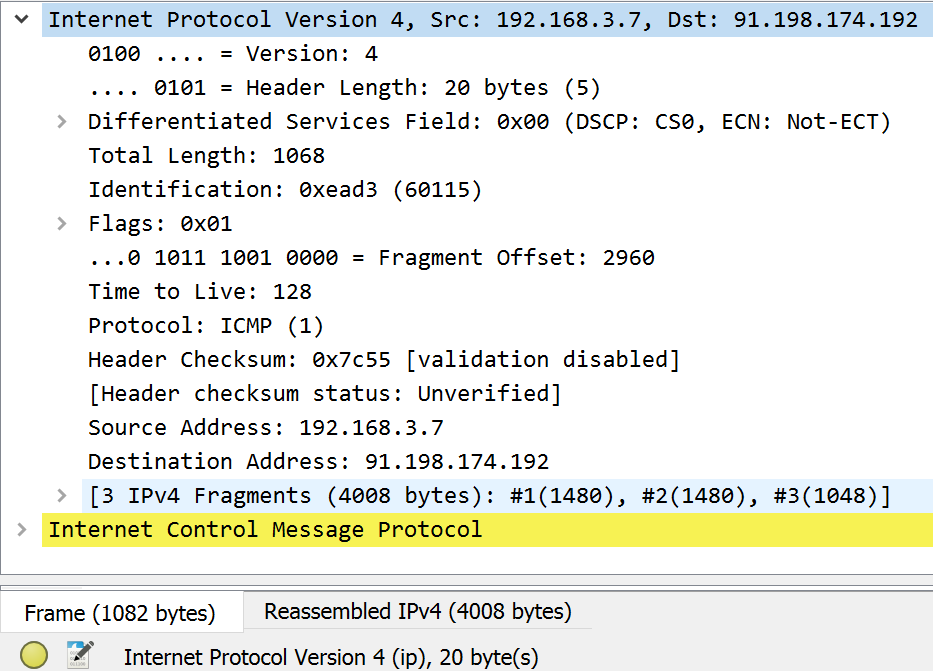 Internet Protocol Version 4, Src: 192.168.3.7, Dst: 91.198.174.192
0100 .... = Version: 4
.... 0101 = Header Length: 20 bytes (5)
Differentiated Services Field: 0x00 (DSCP: CS0, ECN: Not-ECT)
Total Length: 1068
Identification: 0xead3 (60115)
Flags: 0x01
...0 1011 1001 0000 = Fragment Offset: 2960
Time to Live: 128
Protocol: ICMP (1)
Header Checksum: 0x7c55 [validation disabled]
[Header checksum status: Unverified]
Source Address: 192.168.3.7
Destination Address: 91.198.174.192
[3 IPv4 Fragments (4008 bytes): #1(1480), #2(1480), #3(1048)]
Internet Control Message Protocol
Frame (1082 bytes) Reassembled IPv4 (4008 bytes)
Internet Protocol Version 4 (ip), 20 byte(s)